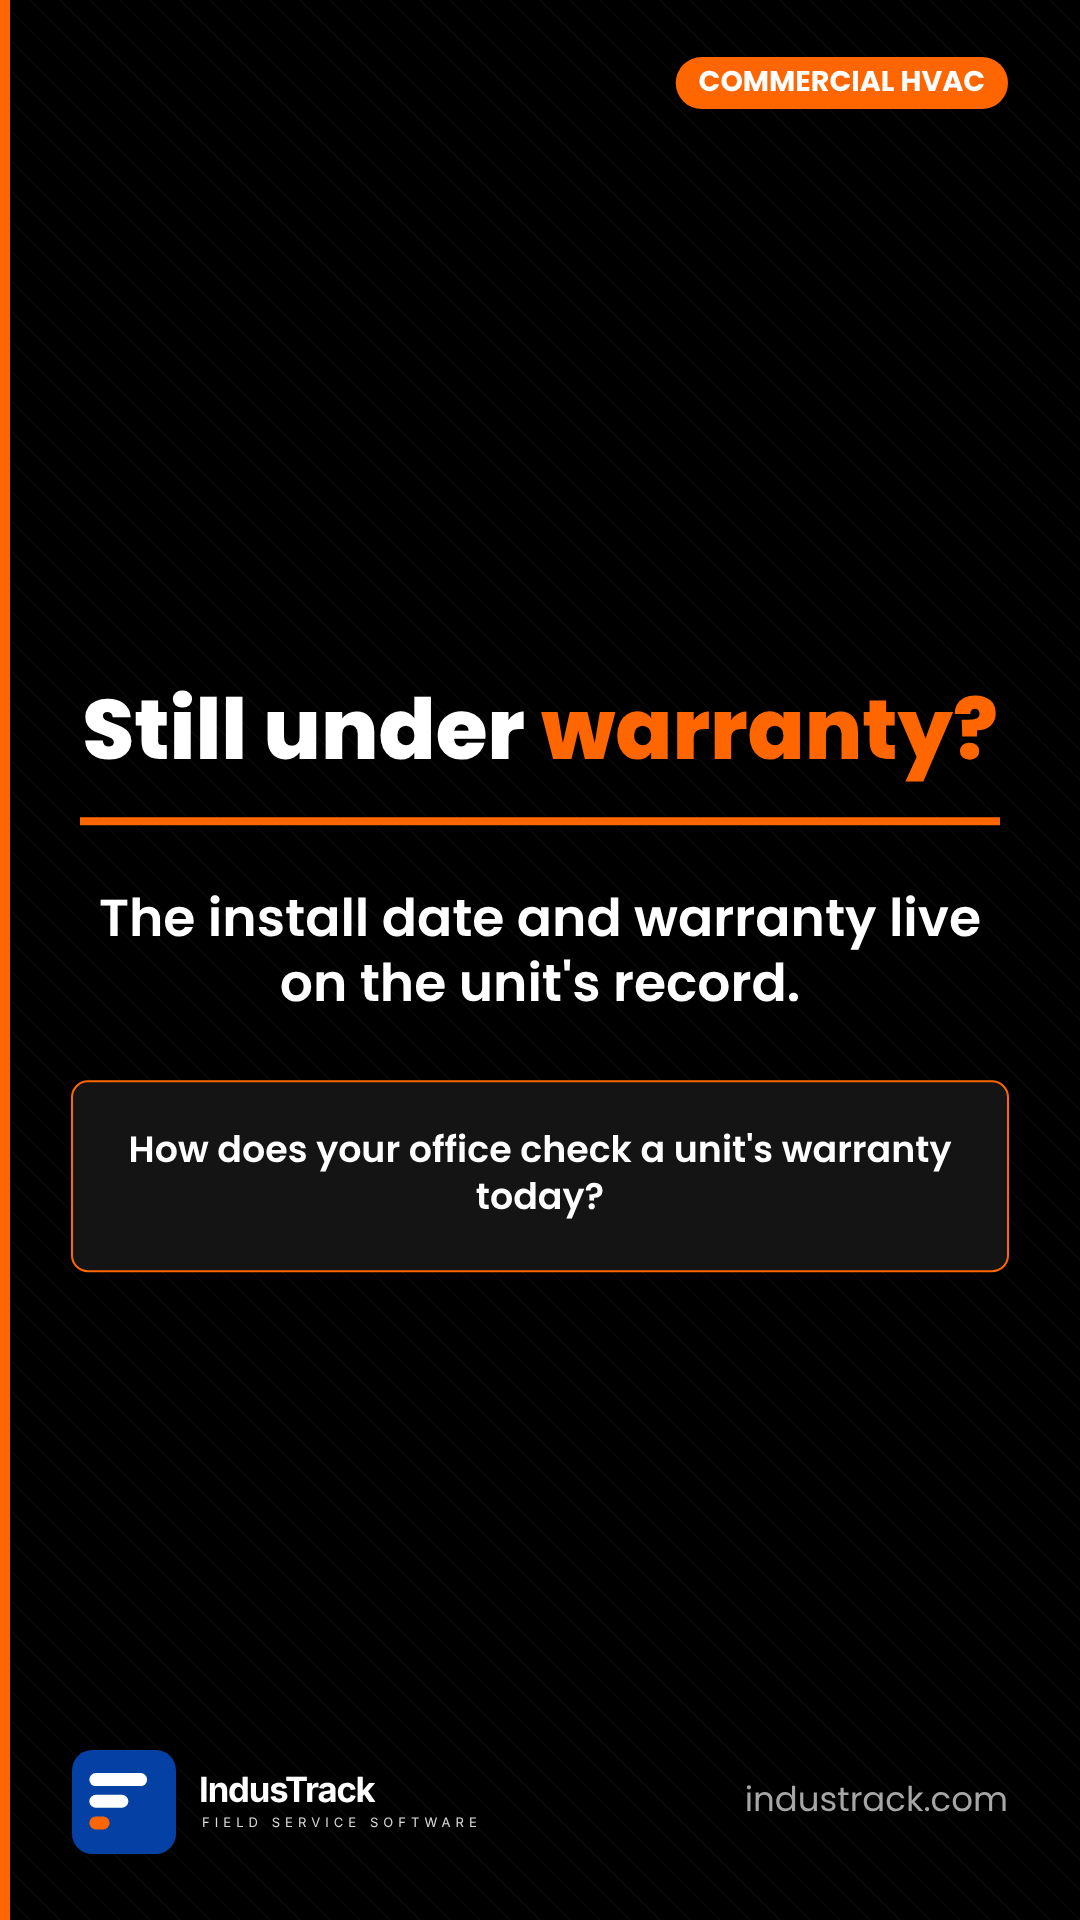 COMMERCIAL HVAC
Still under warranty?
The install date and warranty live
on the unit's record.
How does your office check a unit's warranty
today?
IndusTrack
FIELD SERVICE SOFTWARE
industrack.com